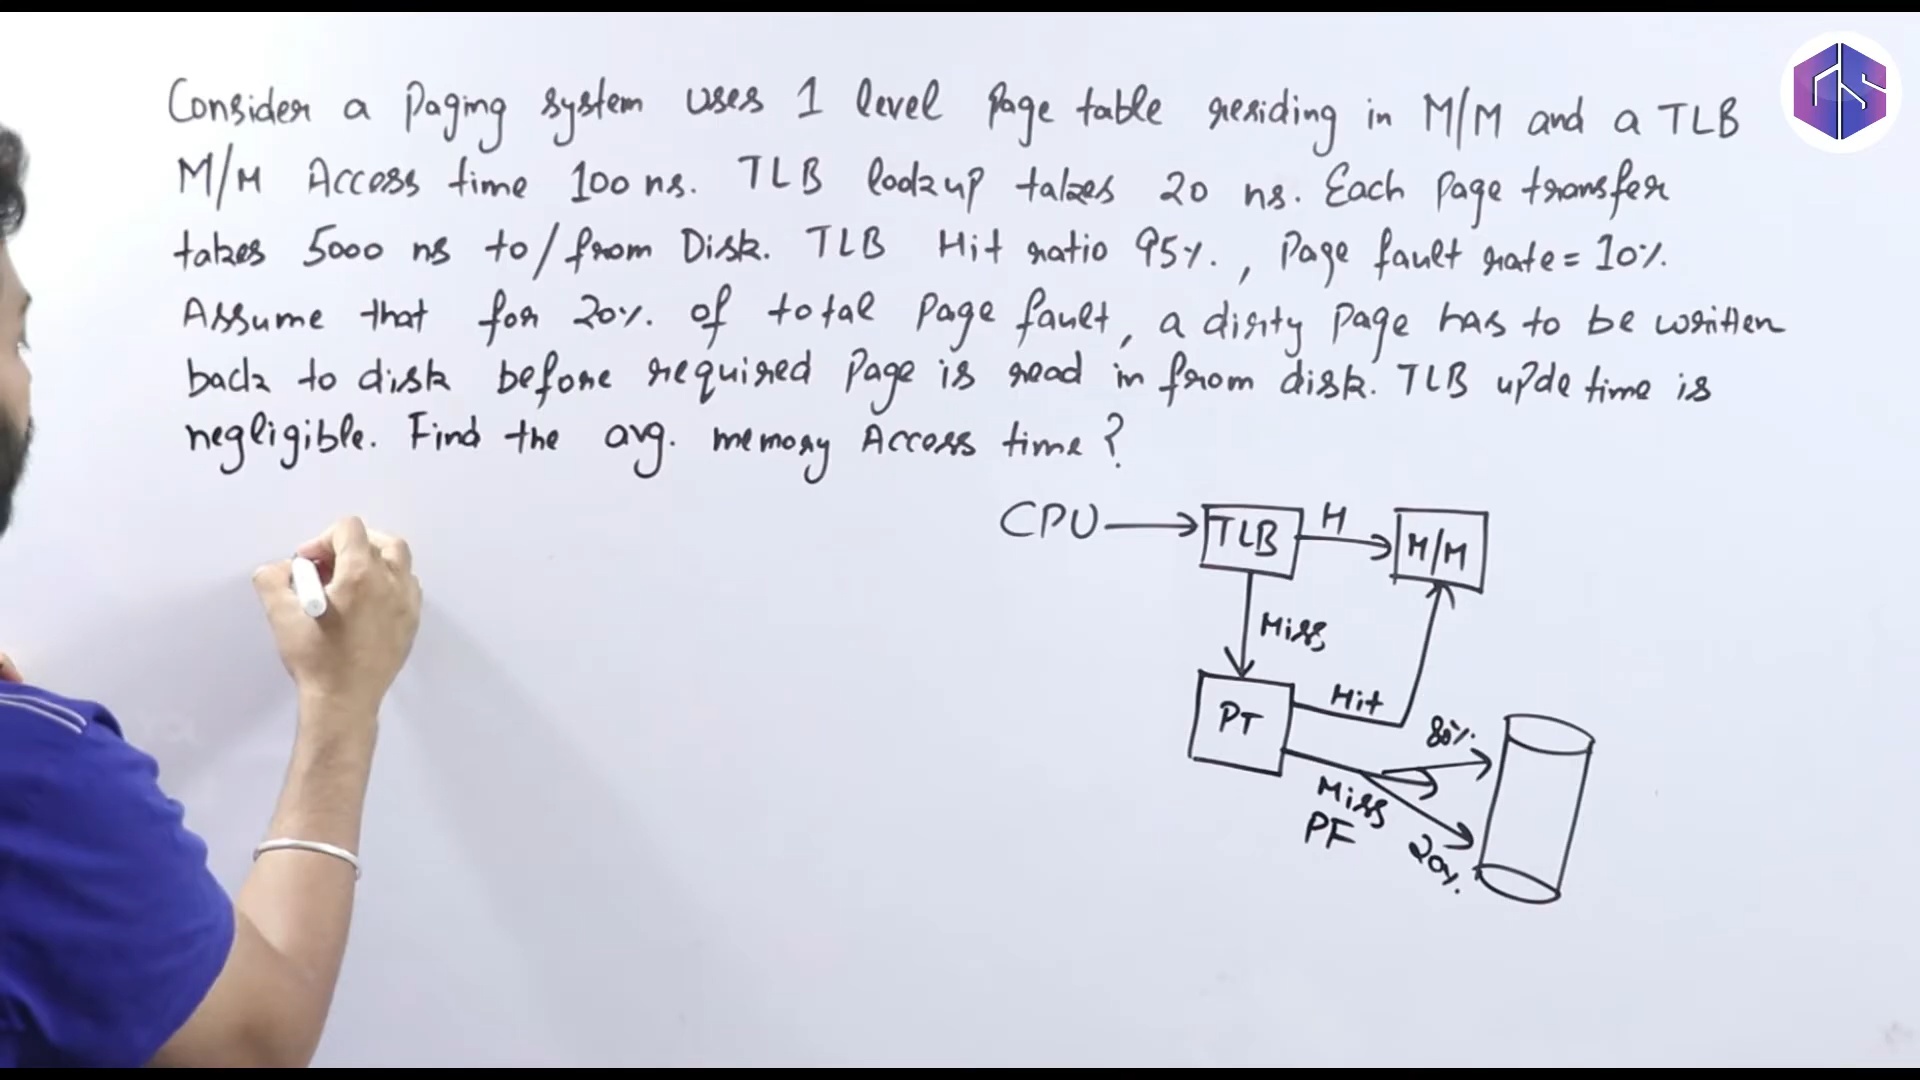 Consider a Paging system uses 1 level Page table residing in M/M and a TLB
M/M Access time 100 ns. TLB lookup takes 20 ns. Each Page transfer
takes 5000 ns to/from Disk. TLB Hit ratio 95%., Page fault rate = 10%.
Assume that for 20%. of total Page fault, a dirty Page has to be written
back to disk before required Page is read in from disk. TLB upde time is
negligible. Find the avg. memory Access time?
CPU TLB H M/M
Miss
PT Hit
80%.
Miss
PF
20%.